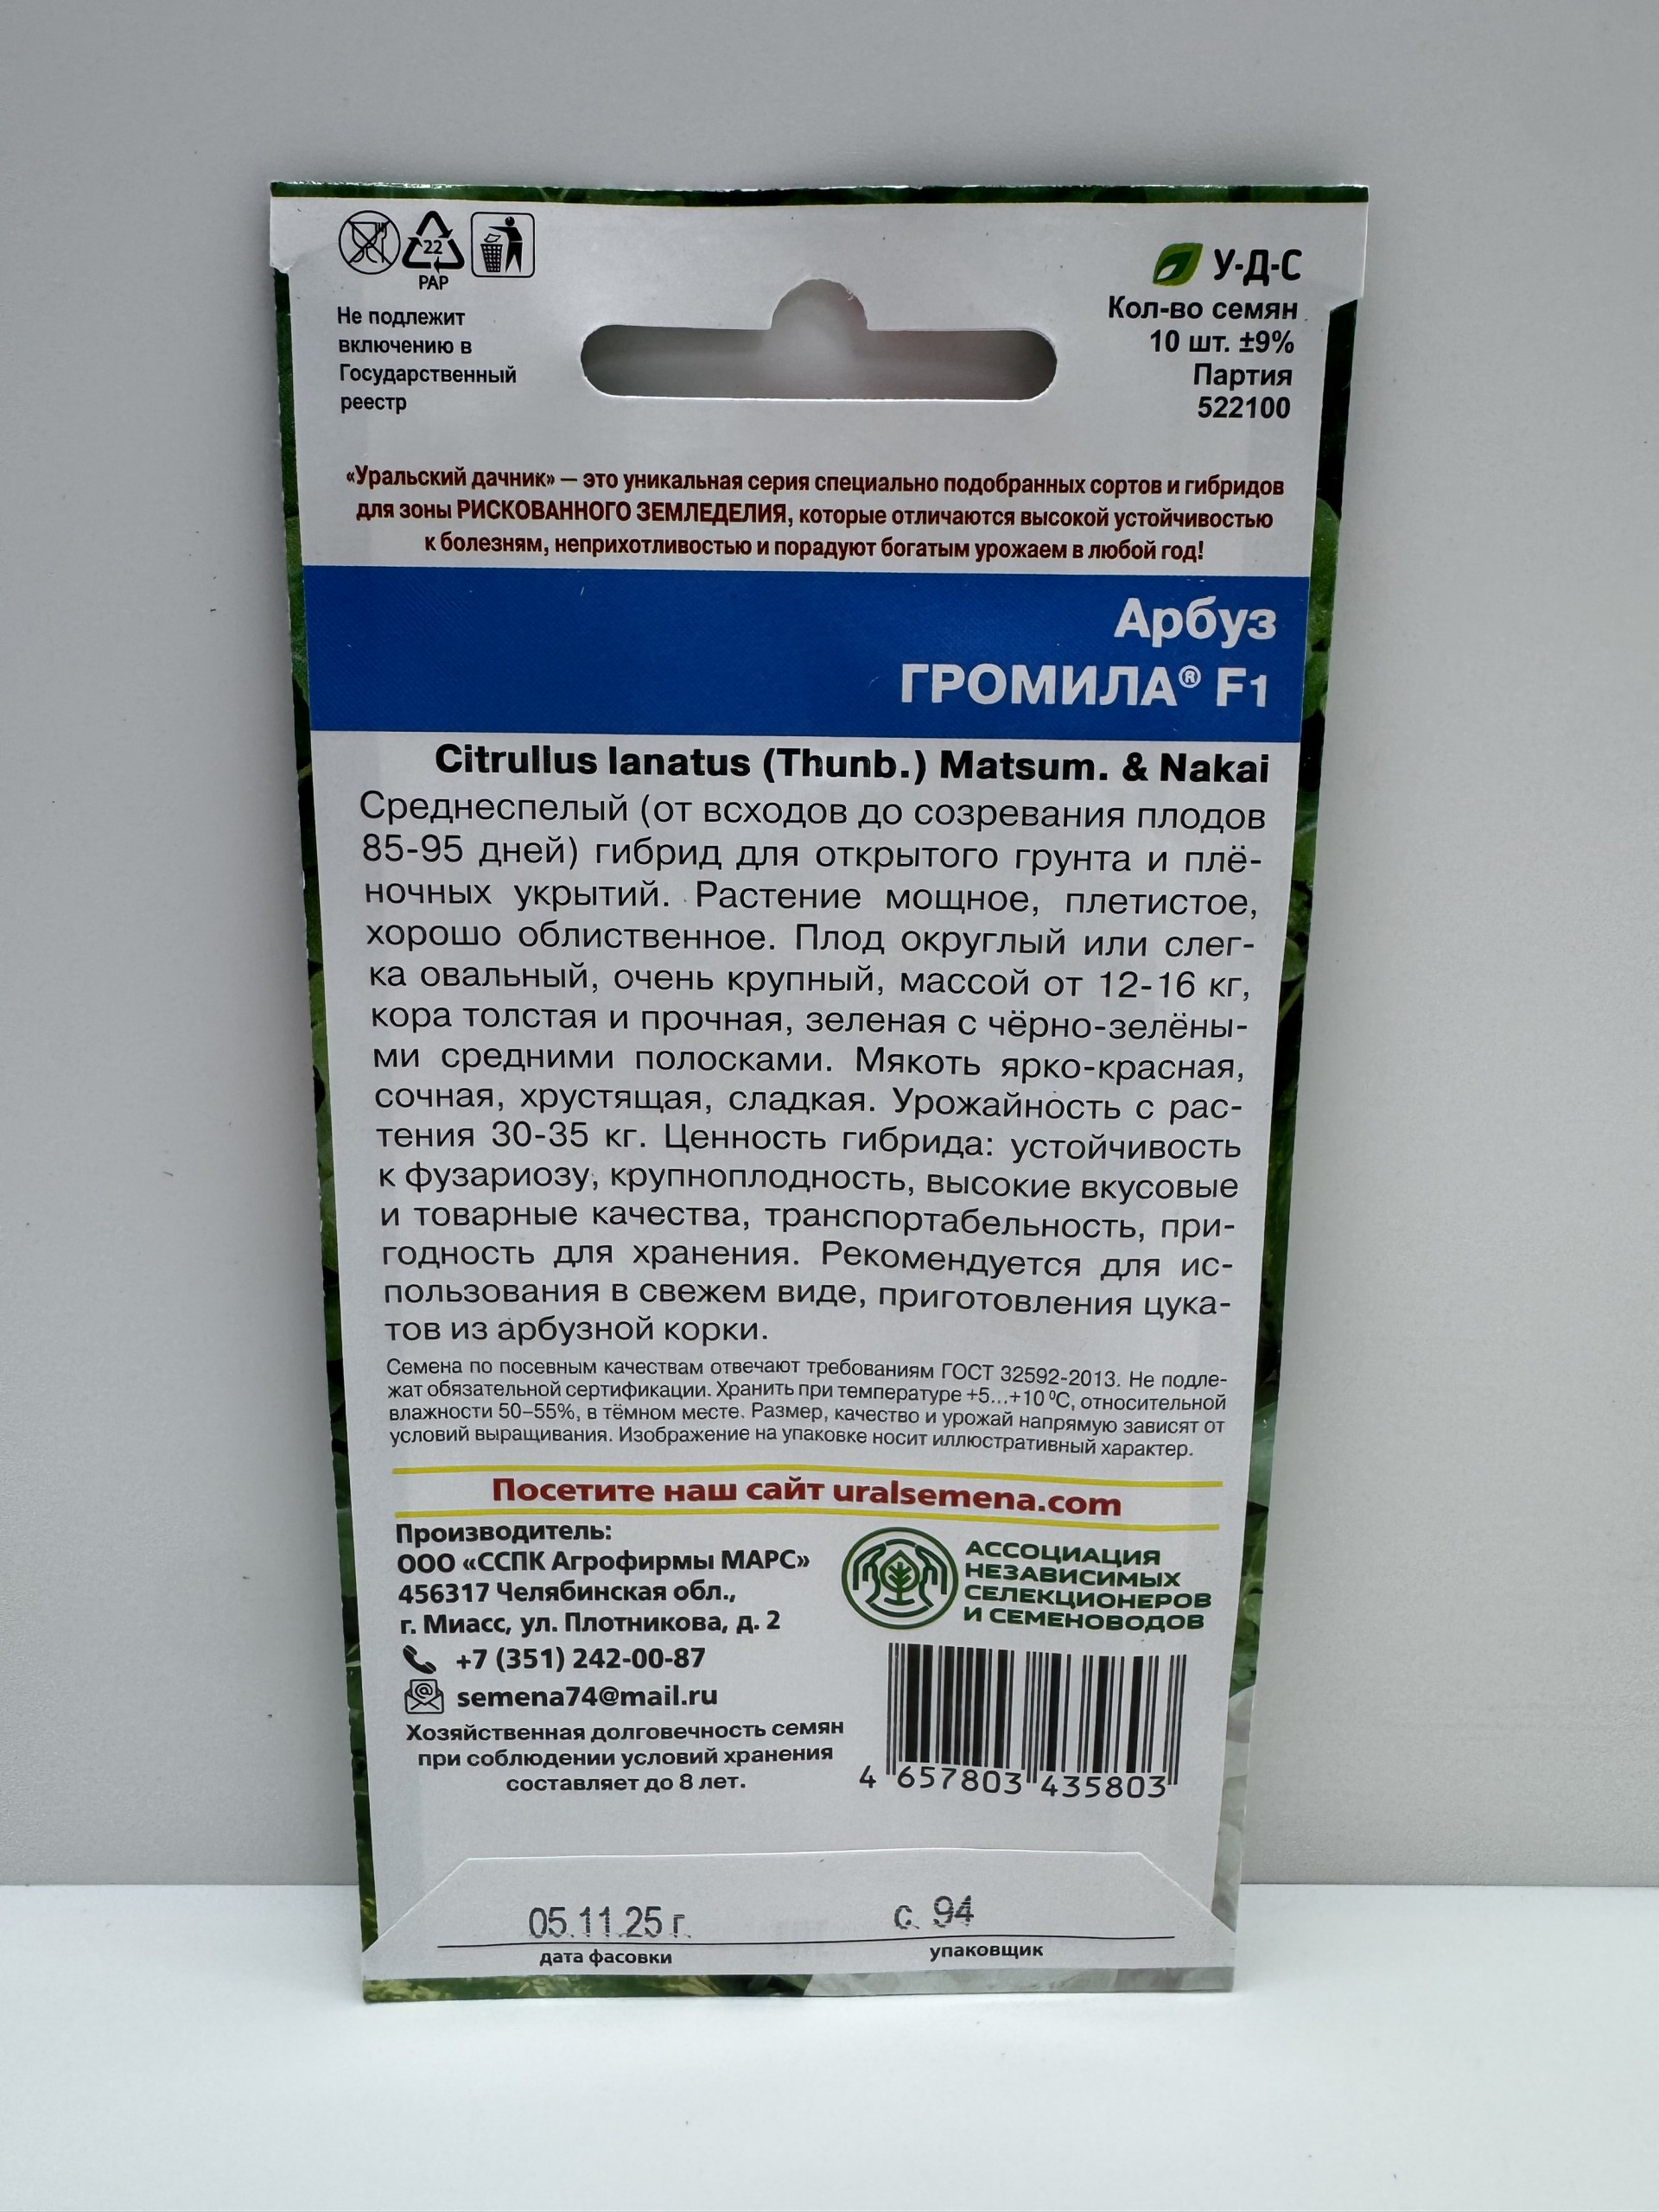 22
PAP
Не подлежит
включению в
Государственный
реестр
У-Д-С
Кол-во семян
10 шт. ±9%
Партия
522100
«Уральский дачник» — это уникальная серия специально подобранных сортов и гибридов
для зоны РИСКОВАННОГО ЗЕМЛЕДЕЛИЯ, которые отличаются высокой устойчивостью
к болезням, неприхотливостью и порадуют богатым урожаем в любой год!
Арбуз
ГРОМИЛА® F1
Citrullus lanatus (Thunb.) Matsum. & Nakai
Среднеспелый (от всходов до созревания плодов
85-95 дней) гибрид для открытого грунта и плё-
ночных укрытий. Растение мощное, плетистое,
хорошо облиственное. Плод округлый или слег-
ка овальный, очень крупный, массой от 12-16 кг,
кора толстая и прочная, зеленая с чёрно-зелёны-
ми средними полосками. Мякоть ярко-красная,
сочная, хрустящая, сладкая. Урожайность с рас-
тения 30-35 кг. Ценность гибрида: устойчивость
к фузариозу, крупноплодность, высокие вкусовые
и товарные качества, транспортабельность, при-
годность для хранения. Рекомендуется для ис-
пользования в свежем виде, приготовления цука-
тов из арбузной корки.
Семена по посевным качествам отвечают требованиям ГОСТ 32592-2013. Не подле-
жат обязательной сертификации. Хранить при температуре +5...+10 ⁰С, относительной
влажности 50–55%, в тёмном месте. Размер, качество и урожай напрямую зависят от
условий выращивания. Изображение на упаковке носит иллюстративный характер.
Посетите наш сайт uralsemena.com
Производитель:
ООО «ССПК Агрофирмы МАРС»
456317 Челябинская обл.,
г. Миасс, ул. Плотникова, д. 2
+7 (351) 242-00-87
semena74@mail.ru
Хозяйственная долговечность семян
при соблюдении условий хранения
составляет до 8 лет.
АССОЦИАЦИЯ
НЕЗАВИСИМЫХ
СЕЛЕКЦИОНЕРОВ
И СЕМЕНОВОДОВ
4 657803 435803
05.11.25 г. с. 94
дата фасовки упаковщик